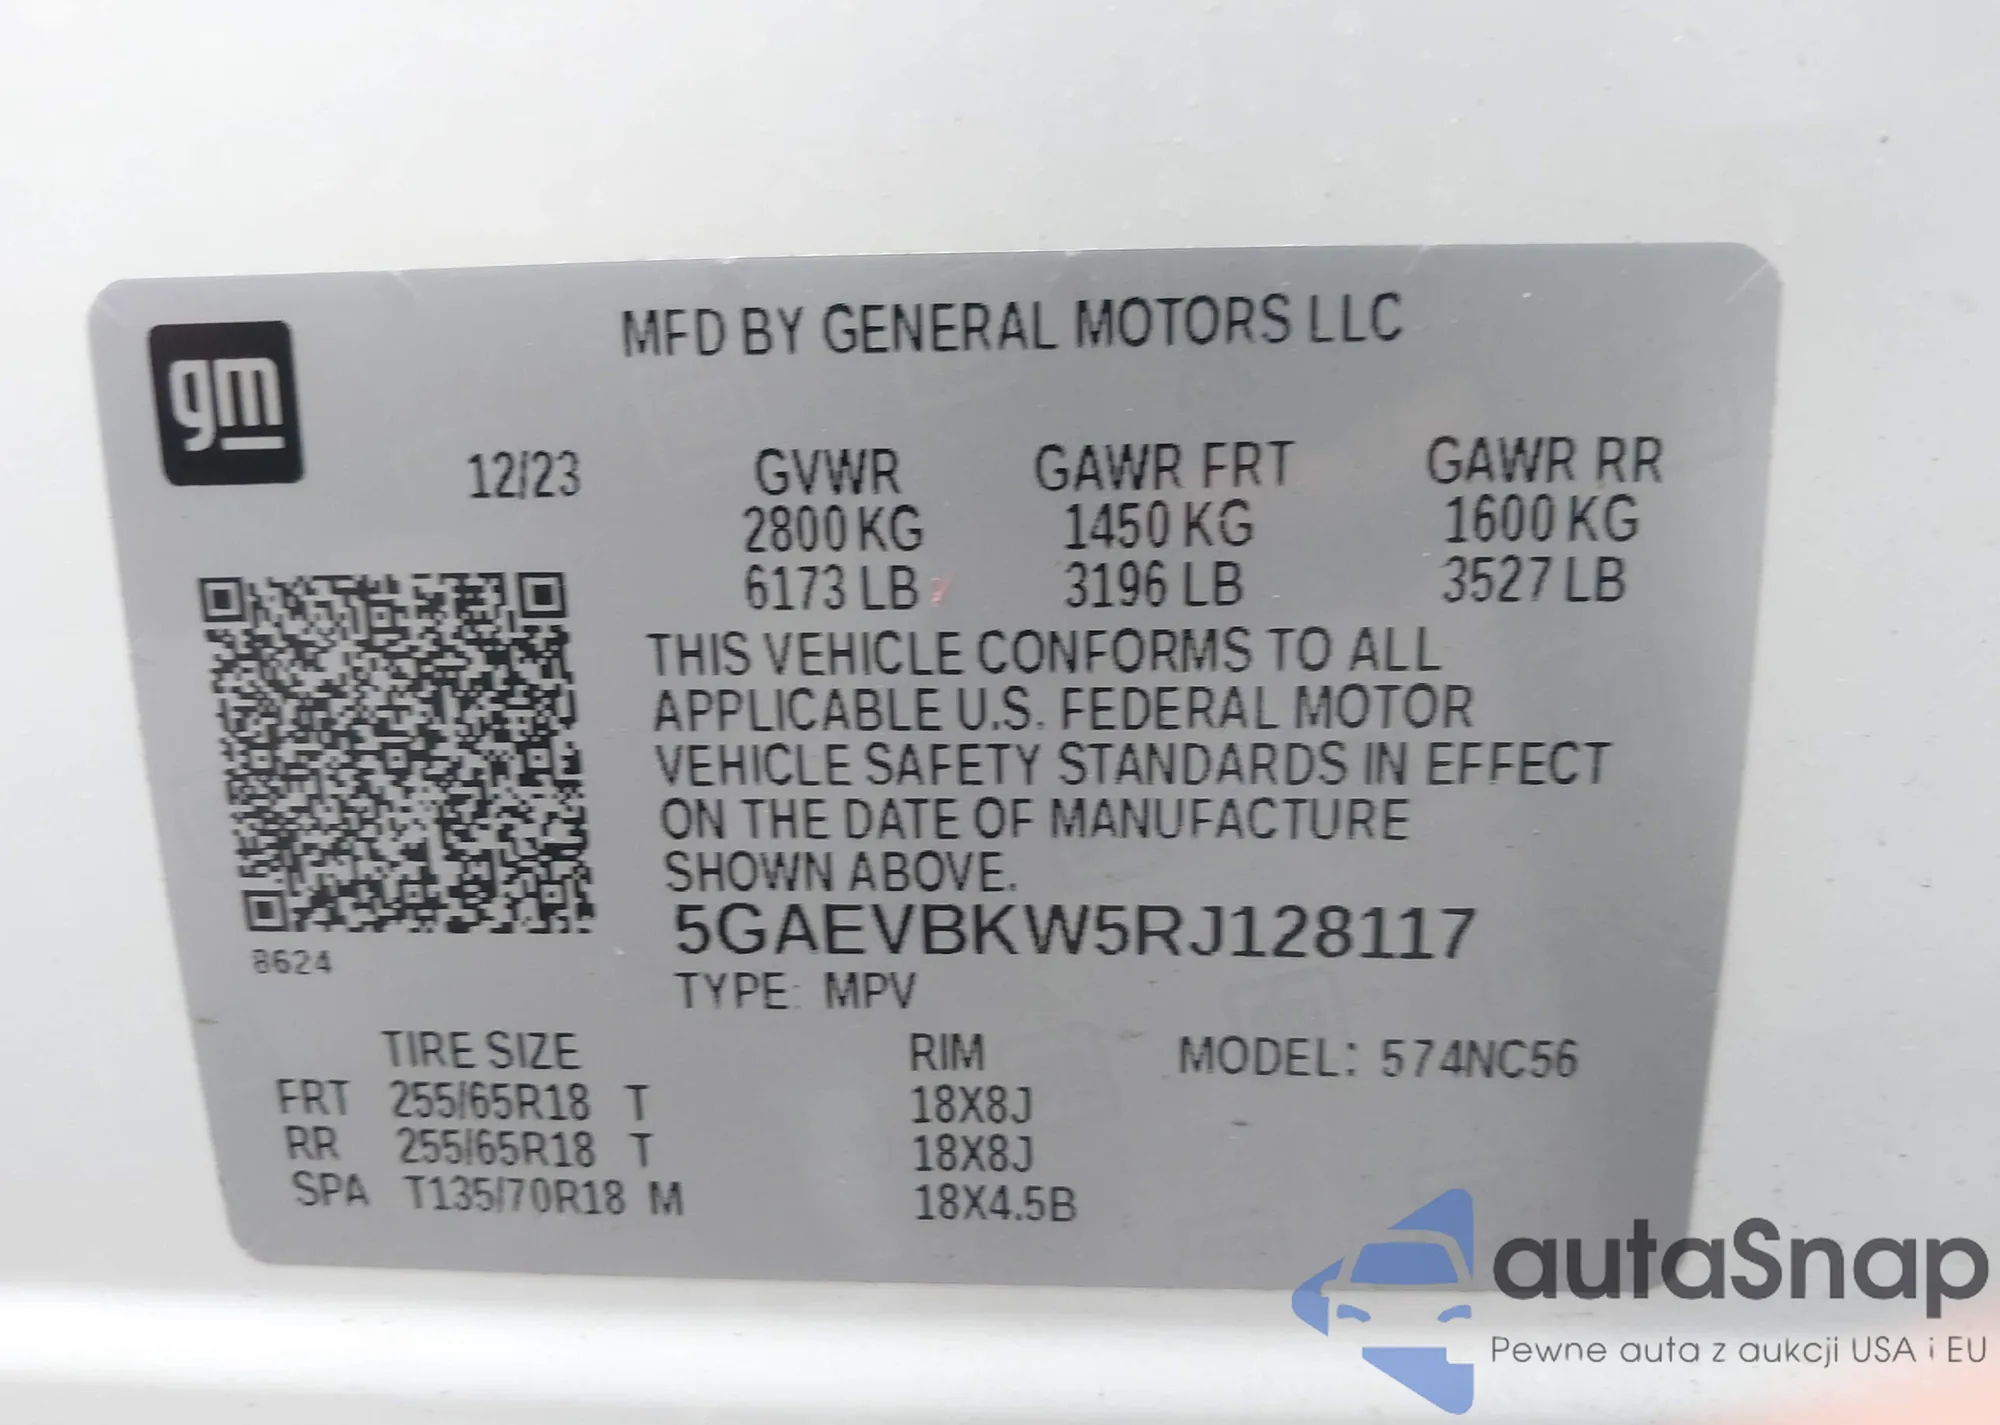 MFD BY GENERAL MOTORS LLC
gm
12/23 GVWR GAWR FRT GAWR RR
2800 KG 1450 KG 1600 KG
6173 LB 3196 LB 3527 LB
THIS VEHICLE CONFORMS TO ALL
APPLICABLE U.S. FEDERAL MOTOR
VEHICLE SAFETY STANDARDS IN EFFECT
ON THE DATE OF MANUFACTURE
SHOWN ABOVE.
5GAEVBKW5RJ128117
8624
TYPE: MPV
TIRE SIZE RIM MODEL: 574NC56
FRT 255/65R18 T 18X8J
RR 255/65R18 T 18X8J
SPA T135/70R18 M 18X4.5B
autaSnap
Pewne auta z aukcji USA i EU